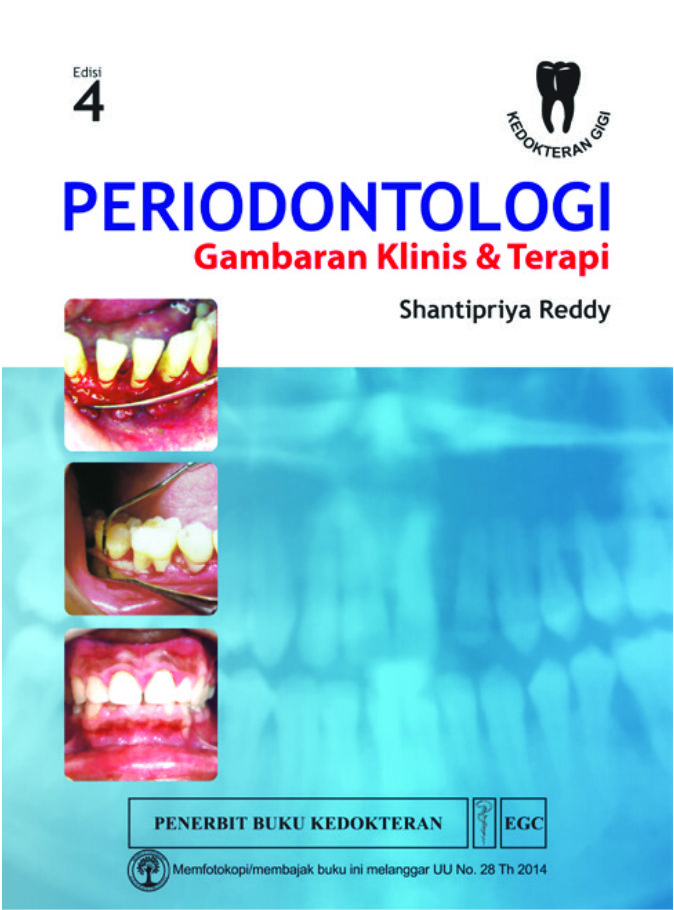 Edisi
4
KEDOKTERAN GIGI
PERIODONTOLOGI
Gambaran Klinis & Terapi
Shantipriya Reddy
PENERBIT BUKU KEDOKTERAN
EGC
Memfotokopi/membajak buku ini melanggar UU No. 28 Th 2014